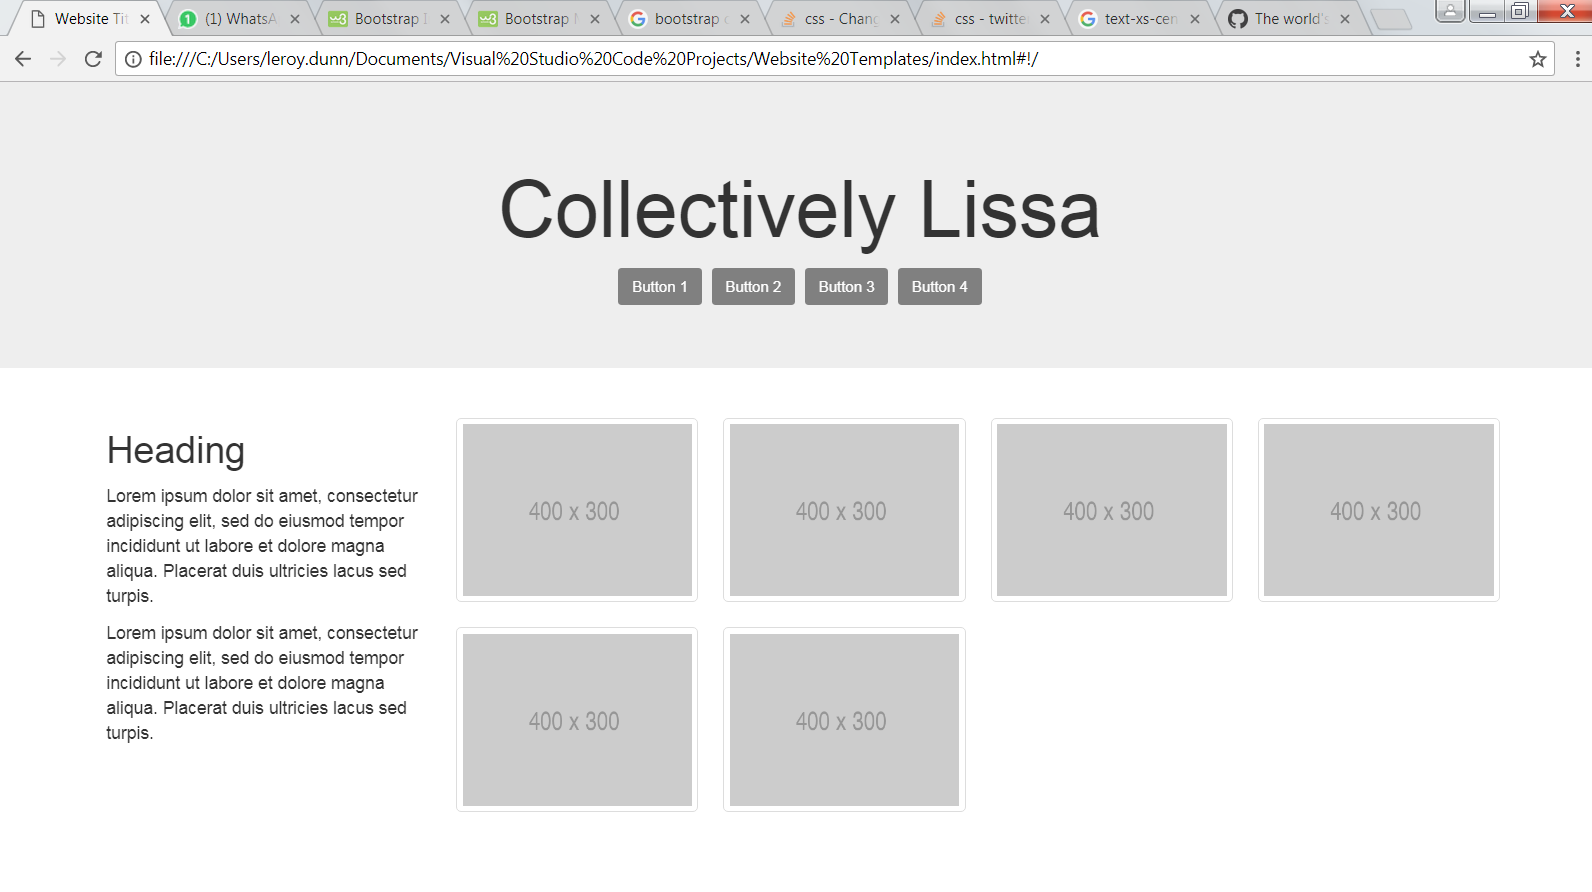 Website Tit
1
(1) WhatsA
w3
Bootstrap I
w3
Bootstrap N
bootstrap c
css - Chang
css - twitte
text-xs-cen
The world's
file:///C:/Users/leroy.dunn/Documents/Visual%20Studio%20Code%20Projects/Website%20Templates/index.html#!/
Collectively Lissa
Button 1
Button 2
Button 3
Button 4
Heading
Lorem ipsum dolor sit amet, consectetur
adipiscing elit, sed do eiusmod tempor
incididunt ut labore et dolore magna
aliqua. Placerat duis ultricies lacus sed
turpis.
Lorem ipsum dolor sit amet, consectetur
adipiscing elit, sed do eiusmod tempor
incididunt ut labore et dolore magna
aliqua. Placerat duis ultricies lacus sed
turpis.
400 x 300
400 x 300
400 x 300
400 x 300
400 x 300
400 x 300